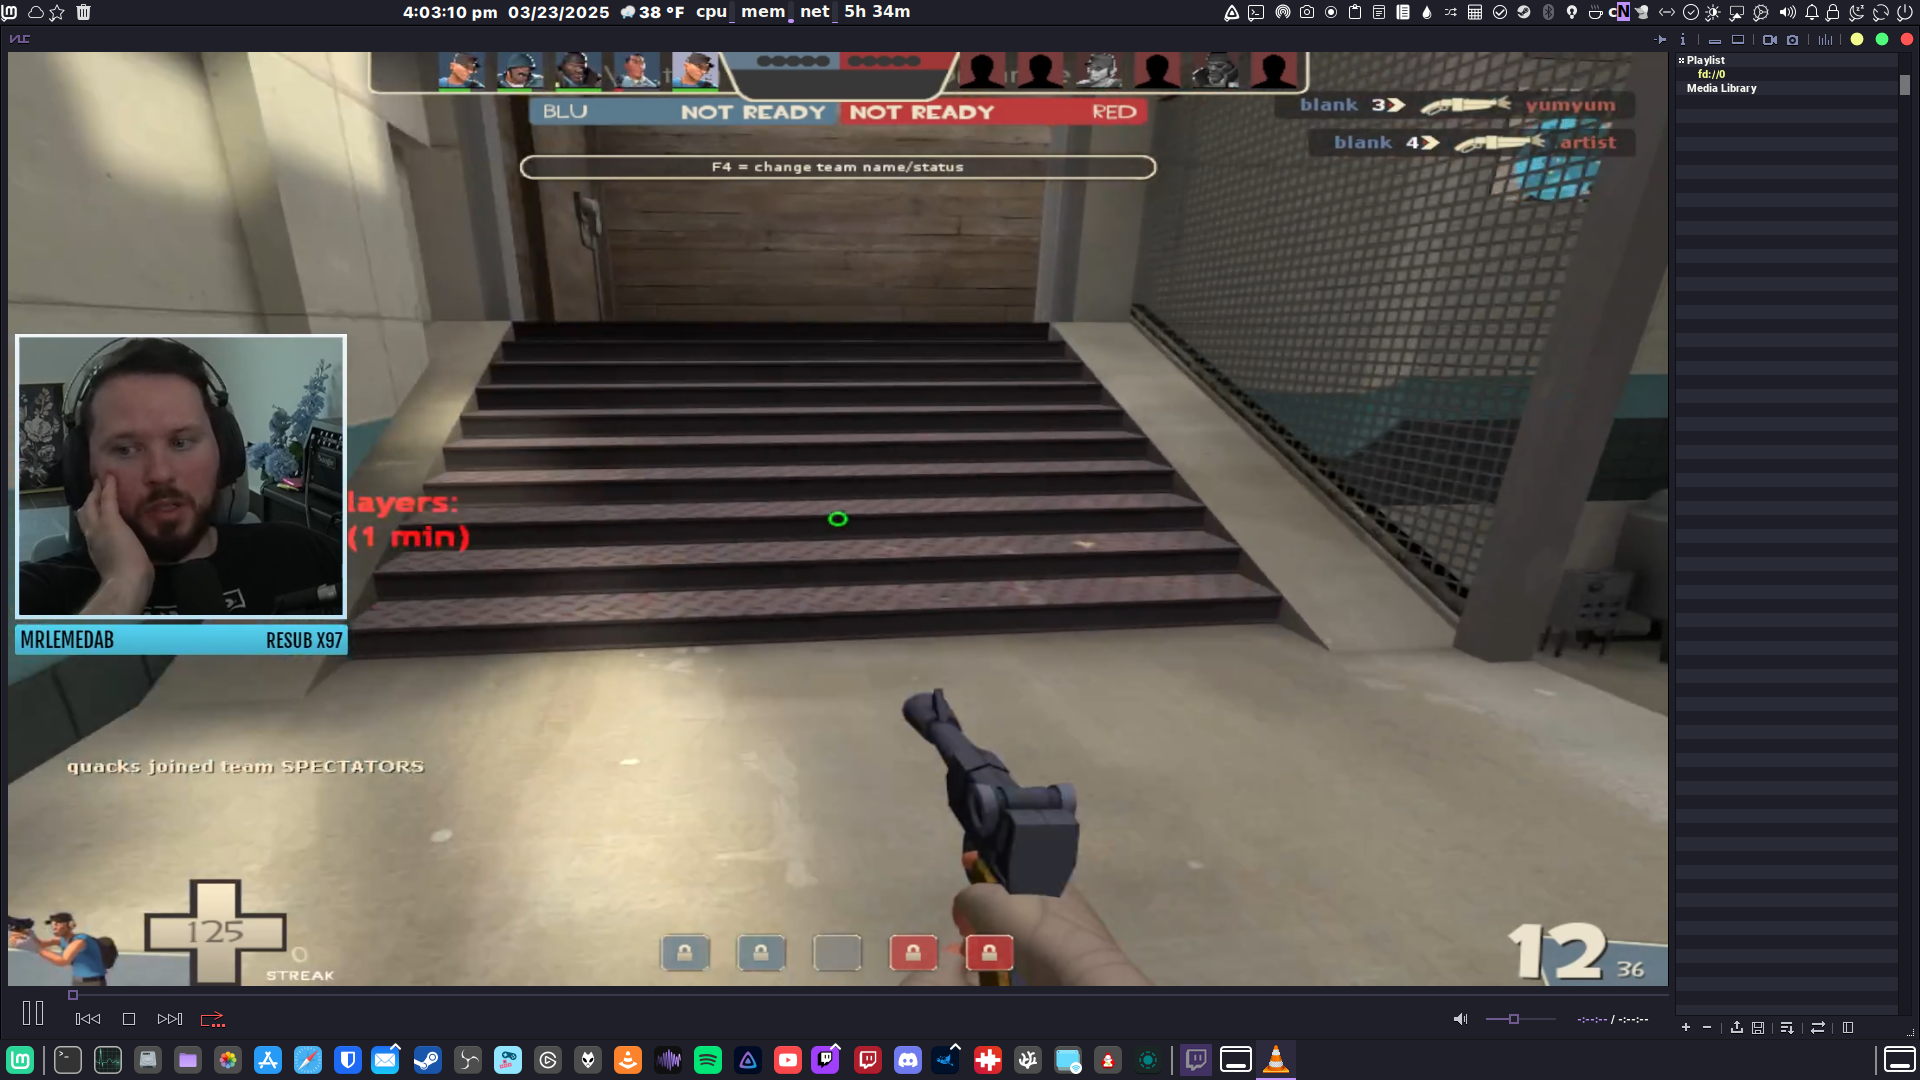 4:03:10 pm 03/23/2025 38 °F cpu mem net 5h 34m
VLC
Playlist
fd://0
Media Library
BLU NOT READY NOT READY RED
F4 = change team name/status
blank 3 yumyum
blank 4 artist
layers:
(1 min)
MRLEMEDAB RESUB X97
quacks joined team SPECTATORS
125
0
STREAK
12 36
--:--:-- / --:--:--